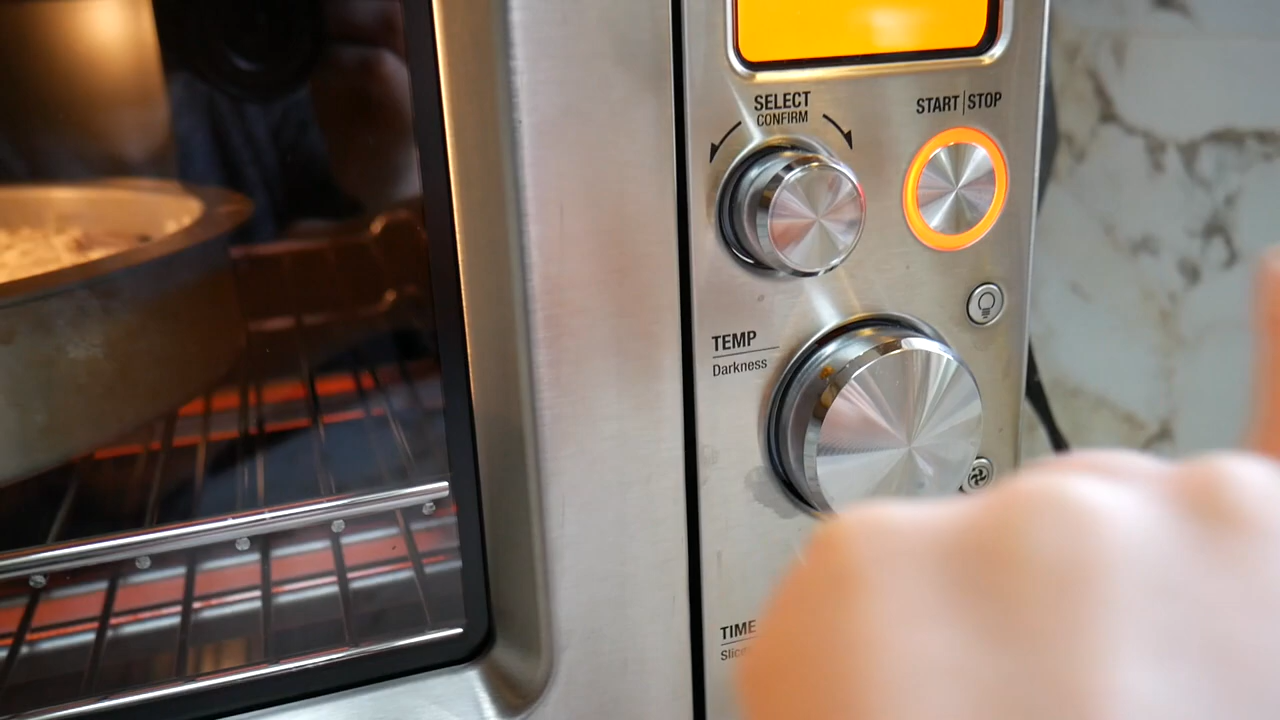 SELECT
CONFIRM
START|STOP
TEMP
Darkness
TIME